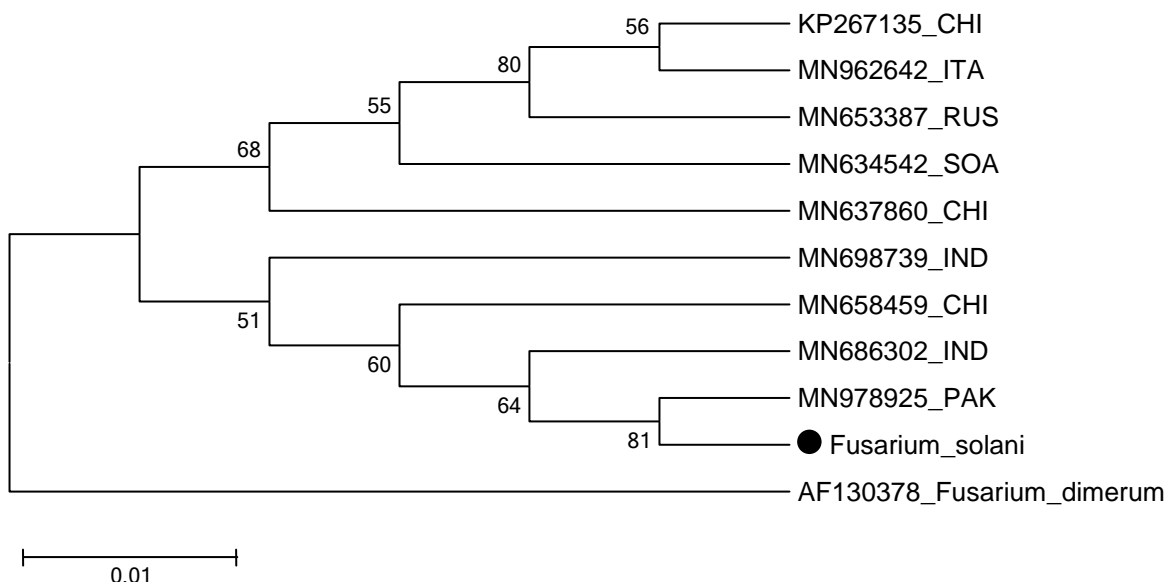 KP267135_CHI
56
MN962642_ITA
80
MN653387_RUS
55
MN634542_SOA
68
MN637860_CHI
MN698739_IND
51
MN658459_CHI
60
MN686302_IND
64
MN978925_PAK
81
Fusarium_solani
AF130378_Fusarium_dimerum
0.01